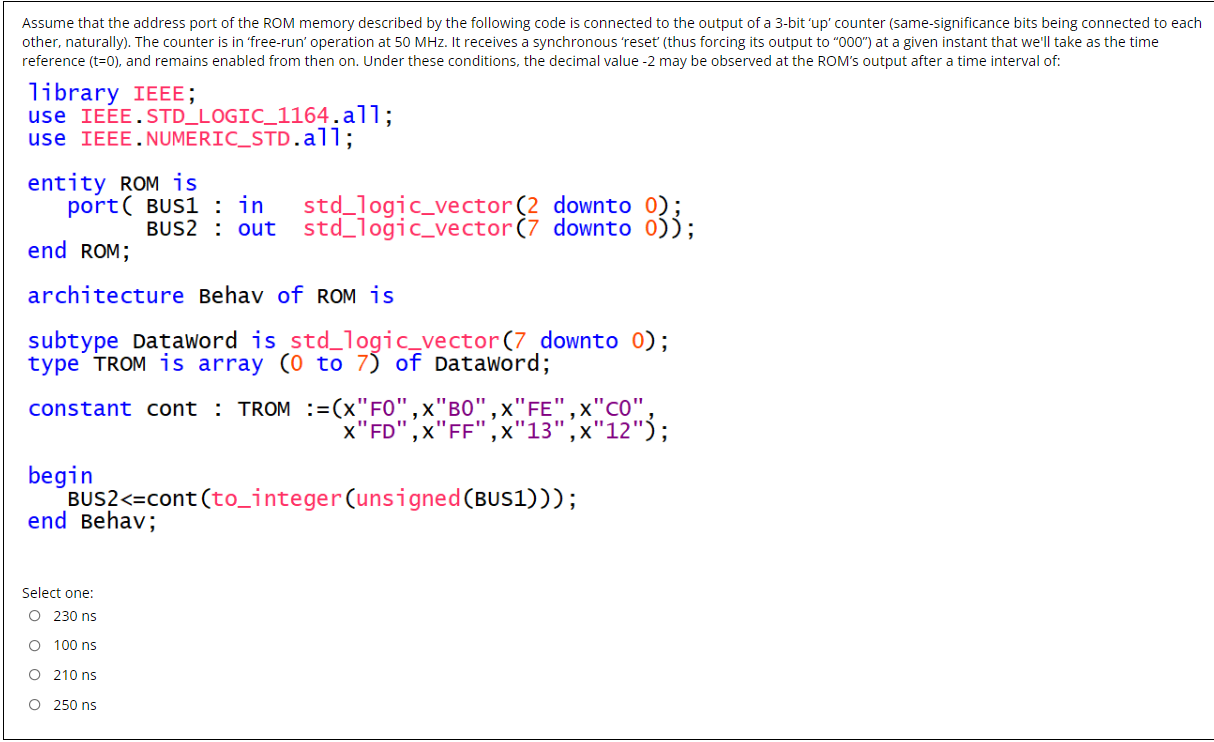 Assume that the address port of the ROM memory described by the following code is connected to the output of a 3-bit ‘up’ counter (same-significance bits being connected to each
other, naturally). The counter is in ‘free-run’ operation at 50 MHz. It receives a synchronous ‘reset’ (thus forcing its output to “000”) at a given instant that we'll take as the time
reference (t=0), and remains enabled from then on. Under these conditions, the decimal value -2 may be observed at the ROM’s output after a time interval of:
library IEEE;
use IEEE.STD_LOGIC_1164.all;
use IEEE.NUMERIC_STD.all;
entity ROM is
port( BUS1 : in std_logic_vector(2 downto 0);
BUS2 : out std_logic_vector(7 downto 0));
end ROM;
architecture Behav of ROM is
subtype DataWord is std_logic_vector(7 downto 0);
type TROM is array (0 to 7) of DataWord;
constant cont : TROM :=(x"F0",x"B0",x"FE",x"C0",
x"FD",x"FF",x"13",x"12");
begin
BUS2<=cont(to_integer(unsigned(BUS1)));
end Behav;
Select one:
230 ns
100 ns
210 ns
250 ns